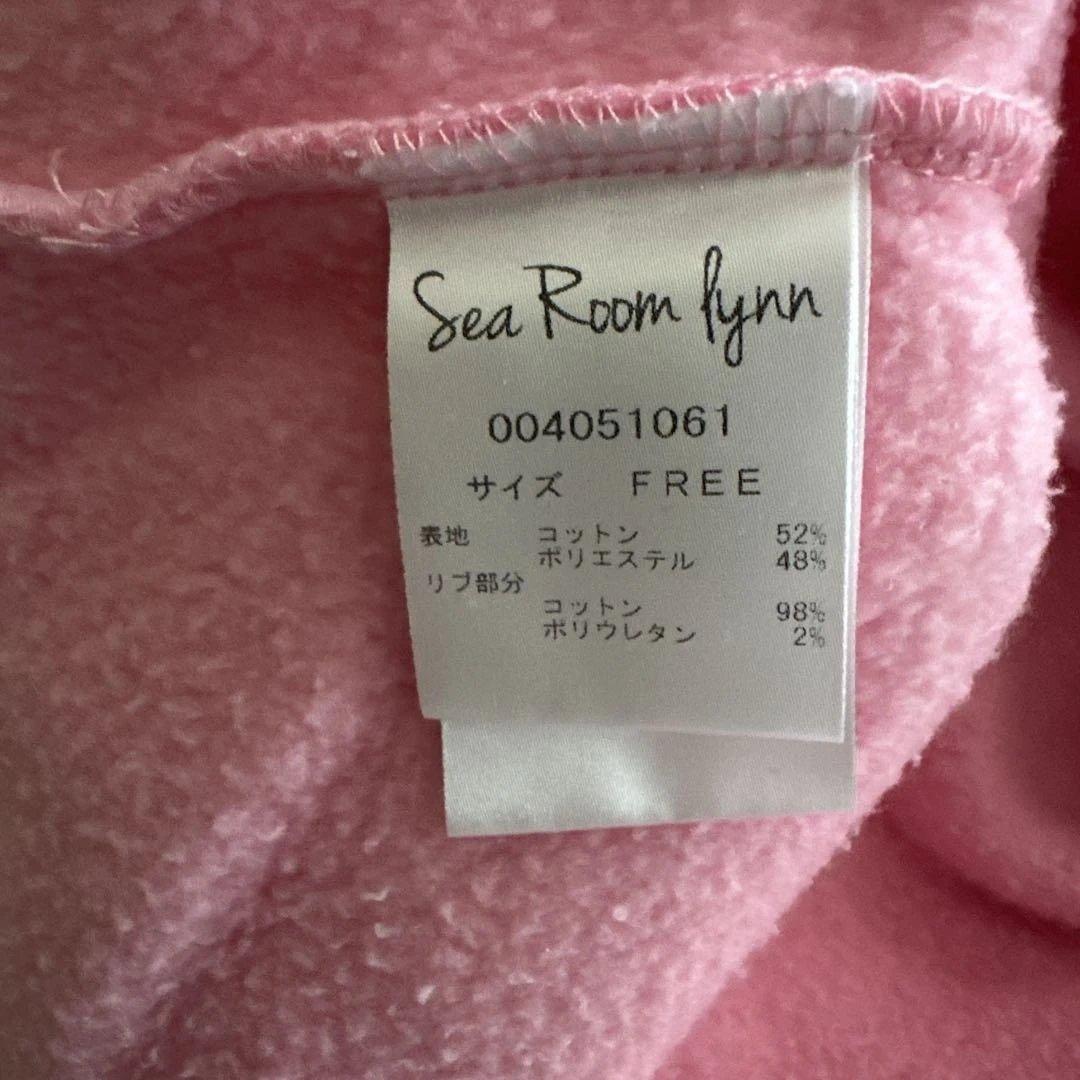 Sea Room lynn
004051061
サイズ FREE
表地 コットン 52%
ポリエステル 48%
リブ部分
コットン 98%
ポリウレタン 2%